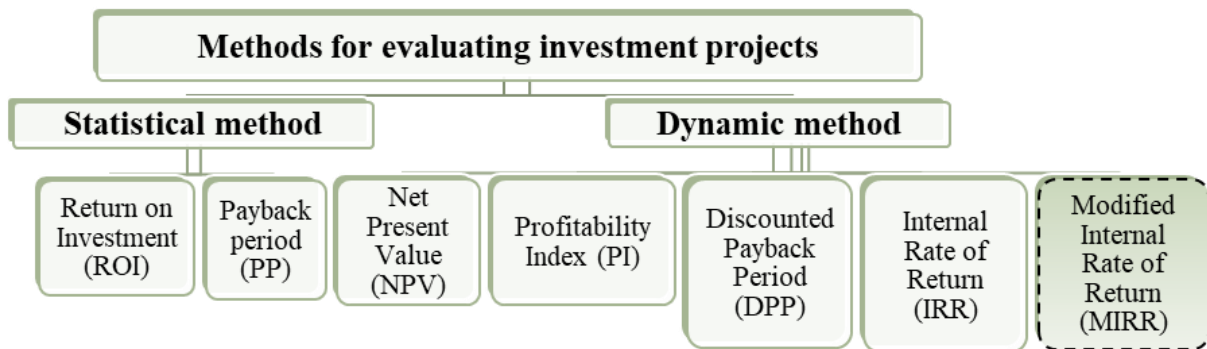 Methods for evaluating investment projects
Statistical method
Dynamic method
Return on
Investment
(ROI)
Payback
period
(PP)
Net
Present
Value
(NPV)
Profitability
Index (PI)
Discounted
Payback
Period
(DPP)
Internal
Rate of
Return
(IRR)
Modified
Internal
Rate of
Return
(MIRR)